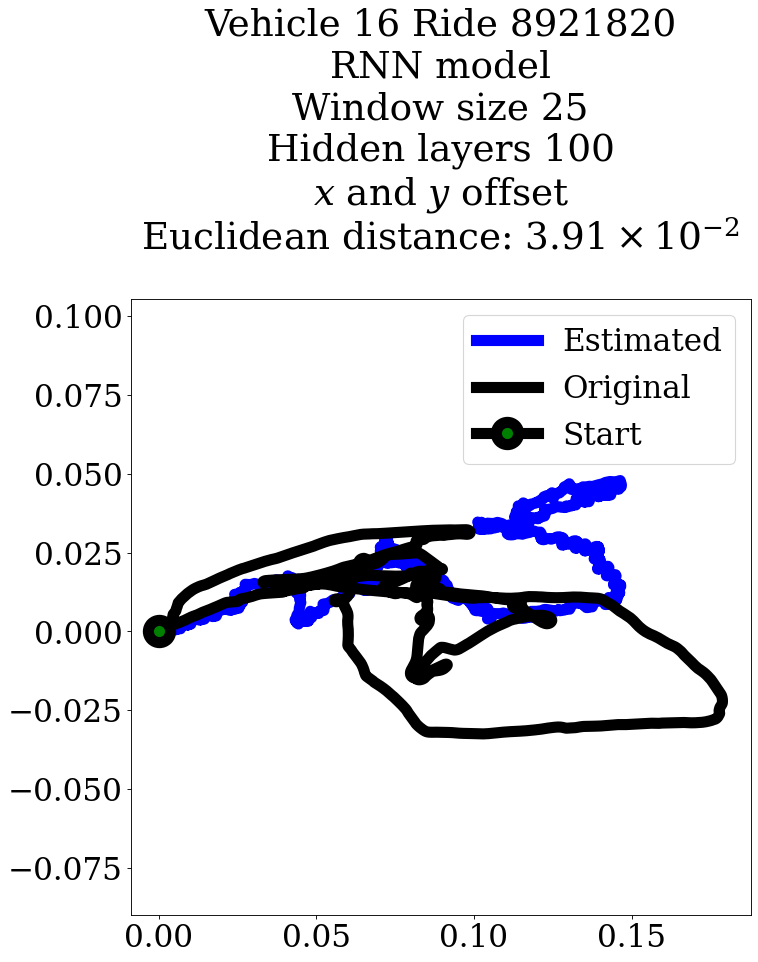 Vehicle 16 Ride 8921820
RNN model
Window size 25
Hidden layers 100
x and y offset
Euclidean distance: 3.91 × 10⁻²
Estimated
Original
Start
0.100
0.075
0.050
0.025
0.000
−0.025
−0.050
−0.075
0.00 0.05 0.10 0.15